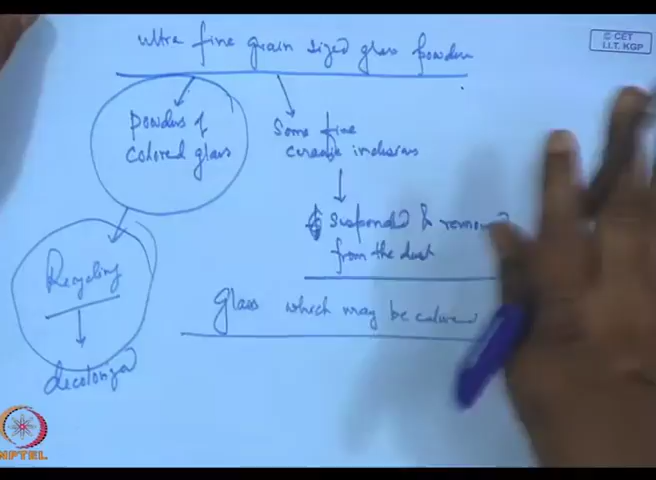 © CET
I.I.T. KGP
ultra fine grain sized glass powder
Powders of
colored glass
Some fine
ceramic inclusions
Suspended & removed
from the dust
Recycling
glass which may be colored
decolorized
NPTEL